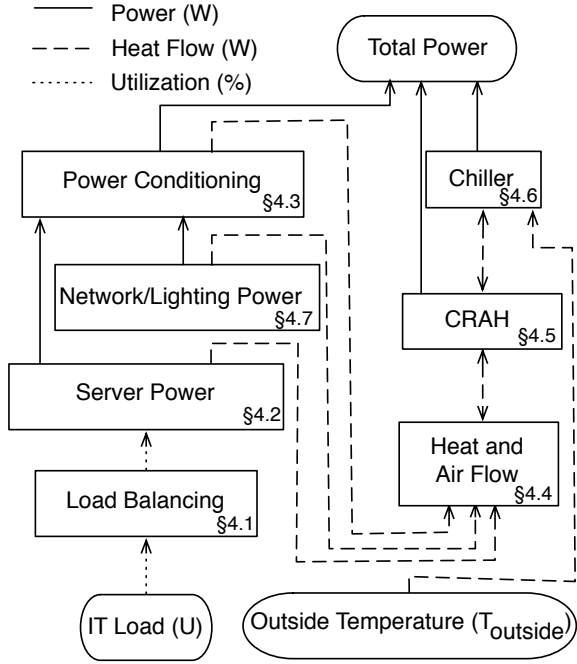 Power (W)
Heat Flow (W)
Utilization (%)
Total Power
Power Conditioning
§4.3
Chiller
§4.6
Network/Lighting Power
§4.7
CRAH
§4.5
Server Power
§4.2
Heat and
Air Flow
§4.4
Load Balancing
§4.1
IT Load (U)
Outside Temperature (Toutside)